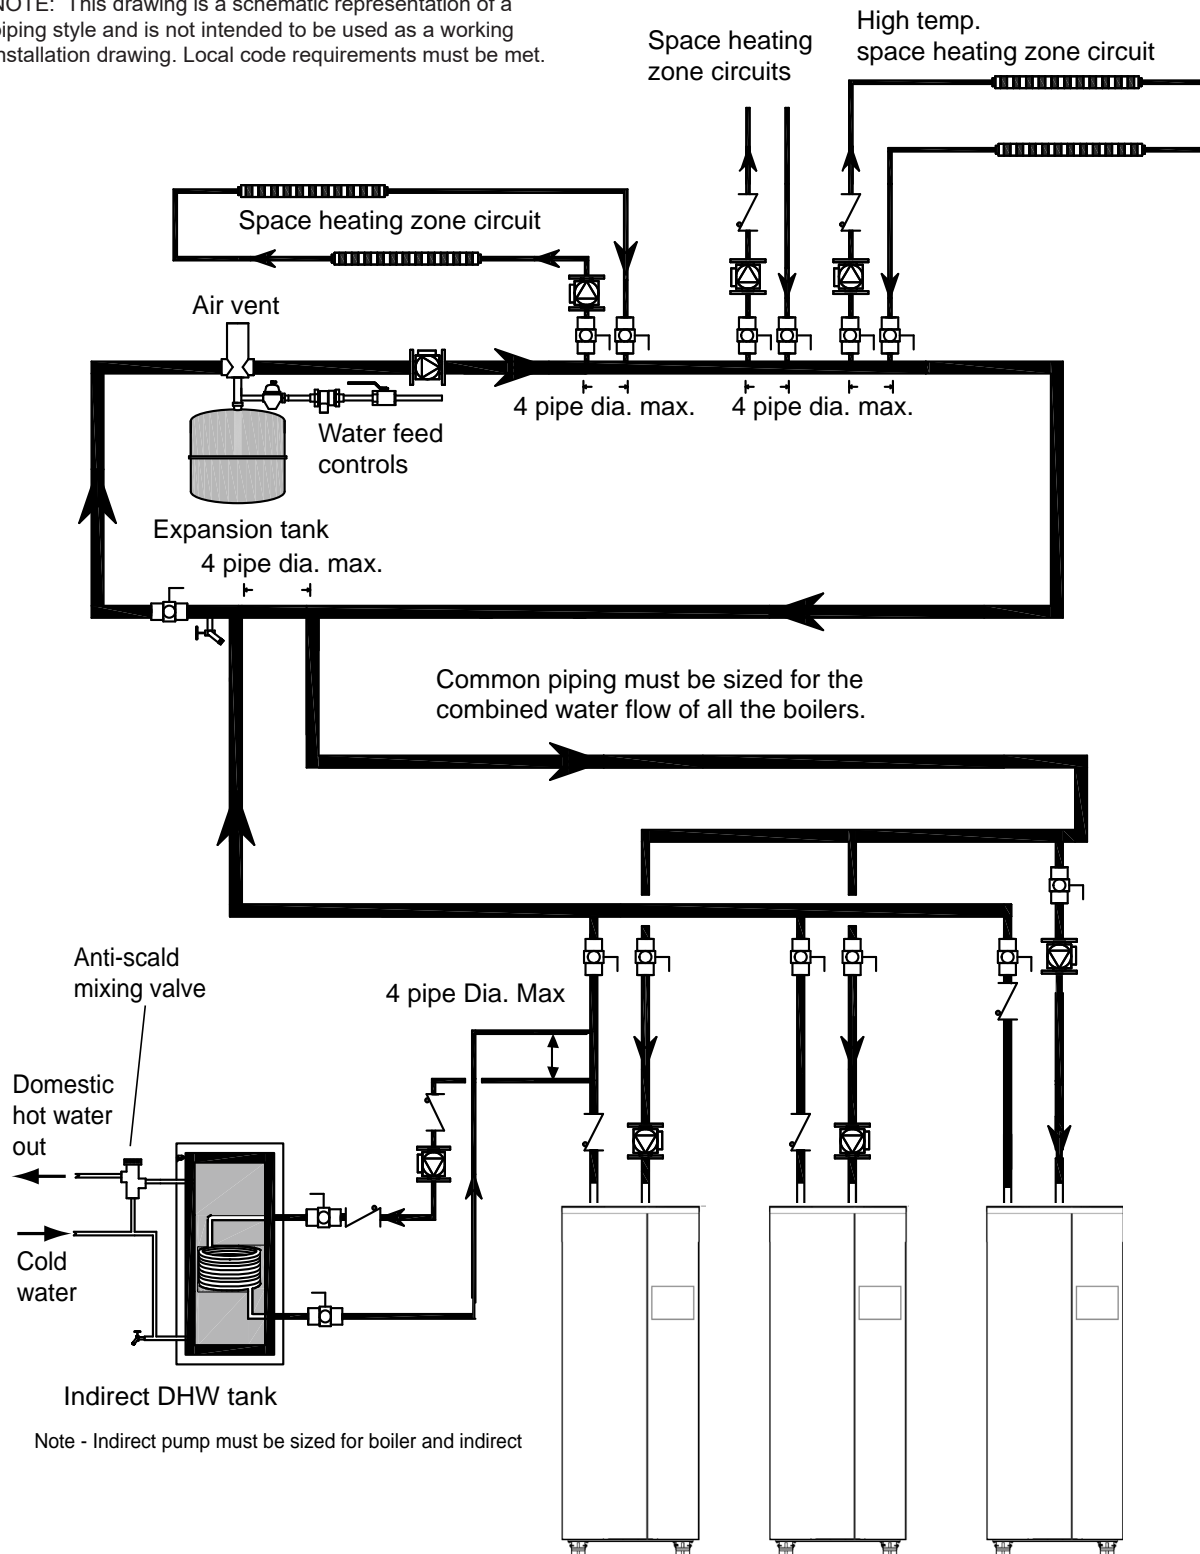 NOTE: This drawing is a schematic representation of a
piping style and is not intended to be used as a working
installation drawing. Local code requirements must be met.
High temp.
space heating zone circuit
Space heating
zone circuits
Space heating zone circuit
Air vent
4 pipe dia. max.
4 pipe dia. max.
Water feed
controls
Expansion tank
4 pipe dia. max.
Common piping must be sized for the
combined water flow of all the boilers.
Anti-scald
mixing valve
4 pipe Dia. Max
Domestic
hot water
out
Cold
water
Indirect DHW tank
Note - Indirect pump must be sized for boiler and indirect